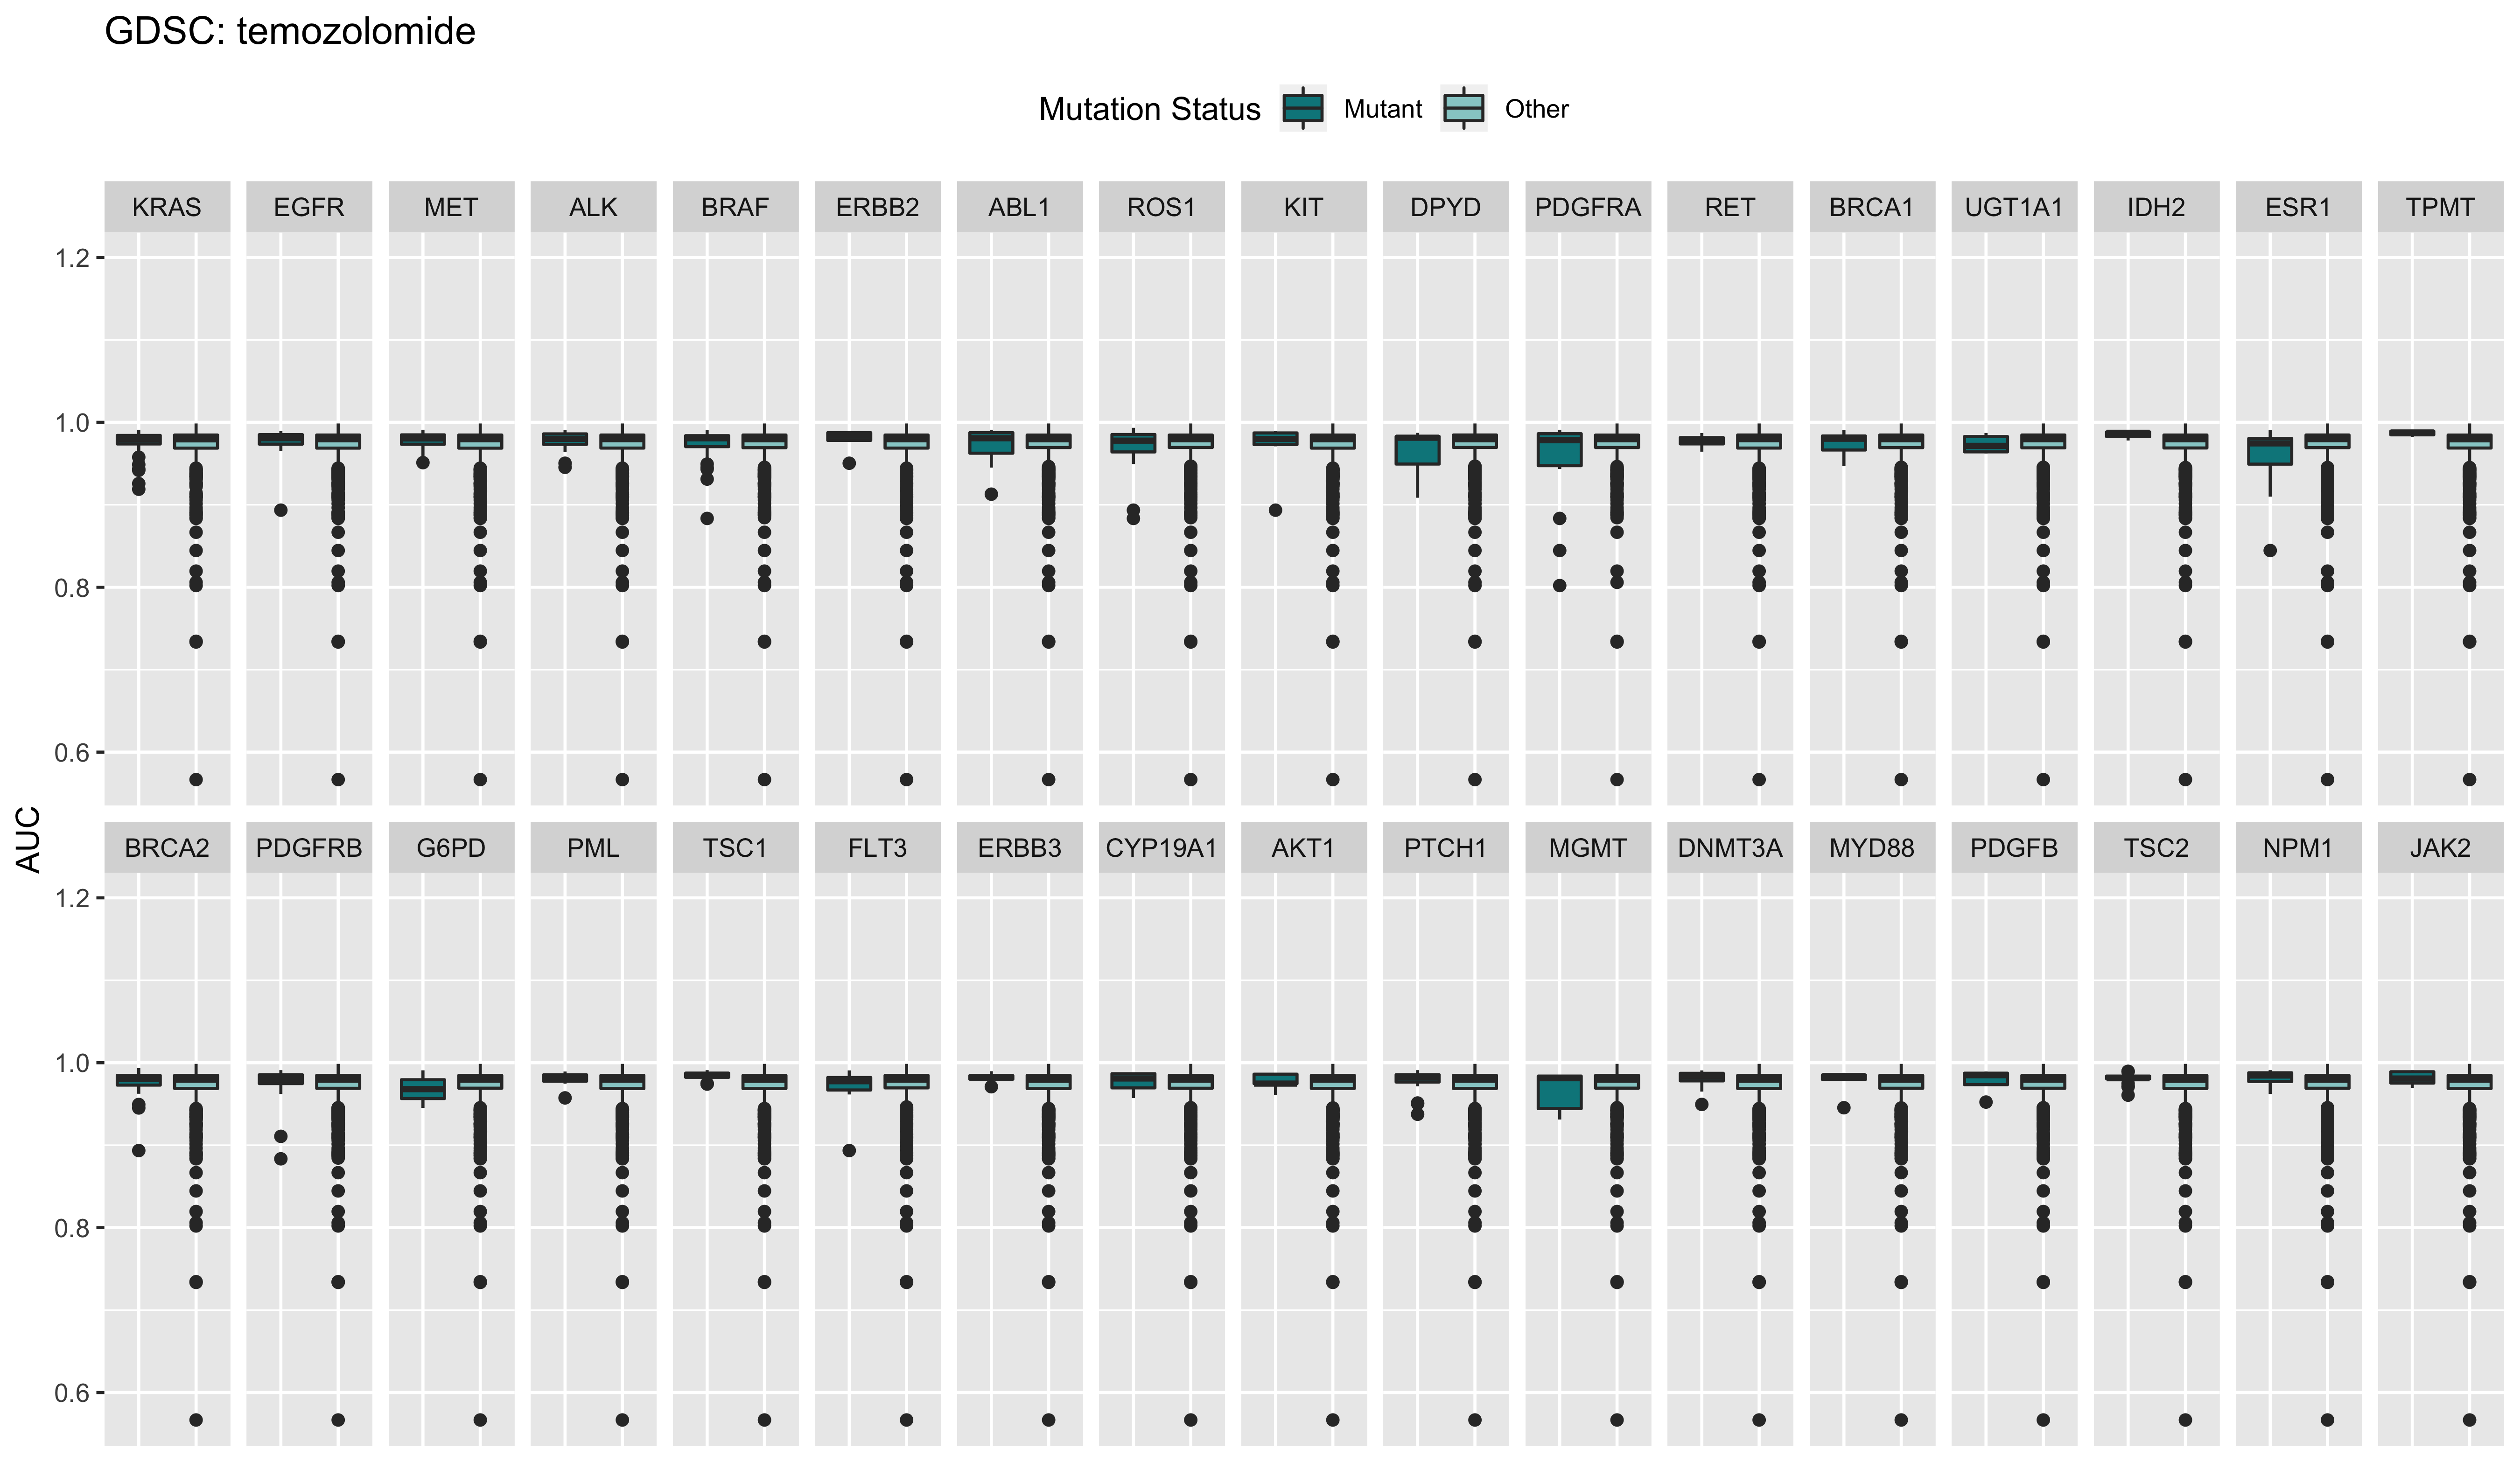 GDSC: temozolomide
Mutation Status Mutant Other
KRAS EGFR MET ALK BRAF ERBB2 ABL1 ROS1 KIT DPYD PDGFRA RET BRCA1 UGT1A1 IDH2 ESR1 TPMT
1.2
1.0
0.8
0.6
AUC
BRCA2 PDGFRB G6PD PML TSC1 FLT3 ERBB3 CYP19A1 AKT1 PTCH1 MGMT DNMT3A MYD88 PDGFB TSC2 NPM1 JAK2
1.2
1.0
0.8
0.6